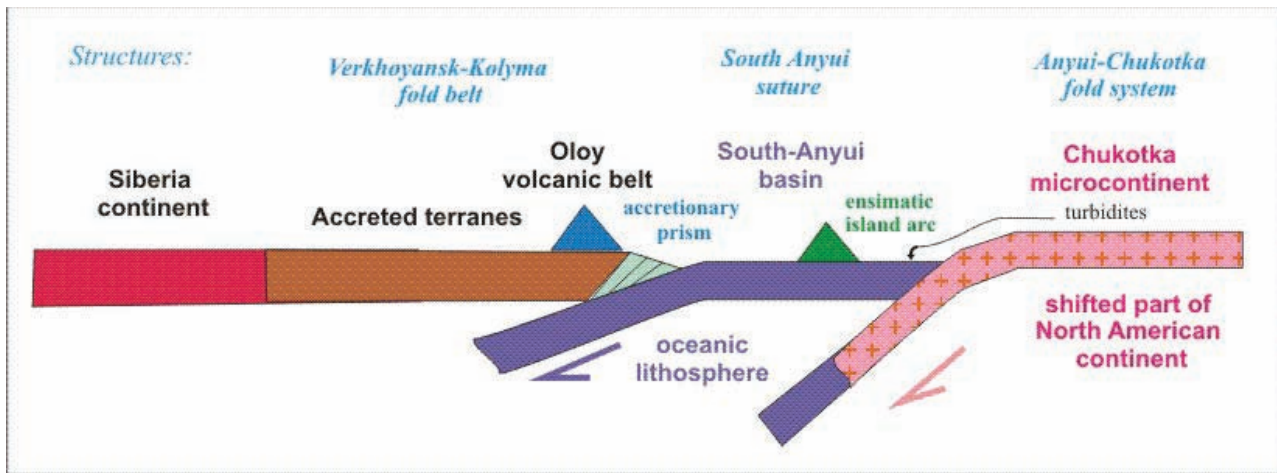 Structures:
Verkhoyansk-Kolyma
fold belt
South Anyui
suture
Anyui-Chukotka
fold system
Siberia
continent
Accreted terranes
Oloy
volcanic belt
accretionary
prism
South-Anyui
basin
ensimatic
island arc
Chukotka
microcontinent
turbidites
oceanic
lithosphere
shifted part of
North American
continent